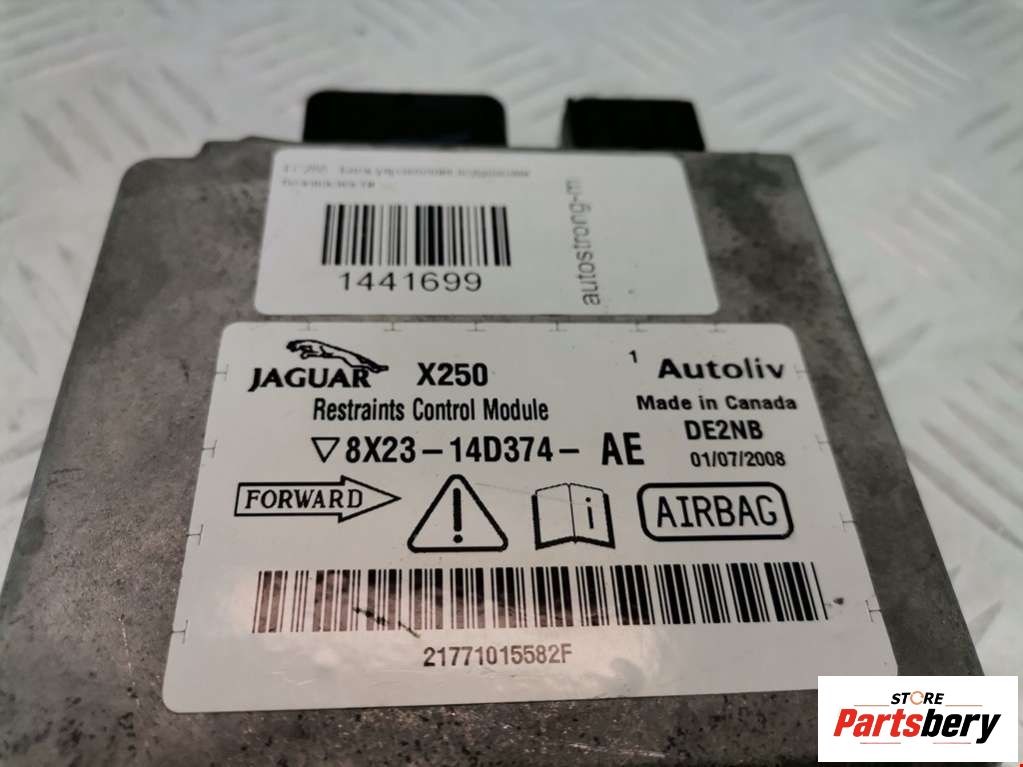 1441699
autostrong-m
JAGUAR X250
Restraints Control Module
8X23-14D374- AE
1 Autoliv
Made in Canada
DE2NB
01/07/2008
FORWARD
i
AIRBAG
21771015582F
STORE
Partsbery